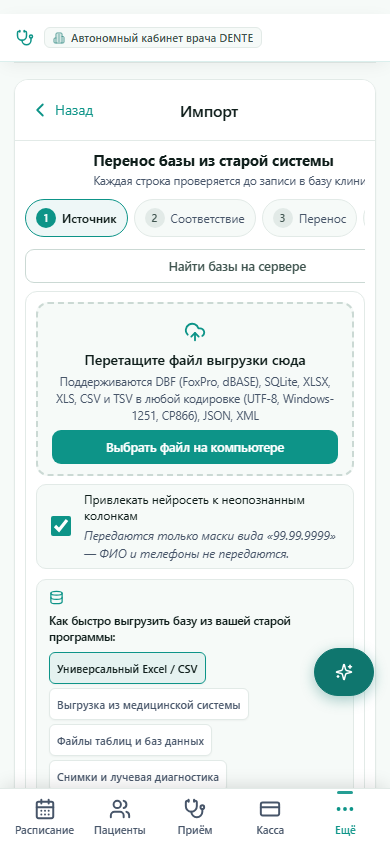 Автономный кабинет врача DENTE
Назад
Импорт
Перенос базы из старой системы
Каждая строка проверяется до записи в базу
1 Источник
2 Соответствие
3 Перенос
Найти базы на сервере
Перетащите файл выгрузки сюда
Поддерживаются DBF (FoxPro, dBASE), SQLite, XLSX,
XLS, CSV и TSV в любой кодировке (UTF-8, Windows-
1251, CP866), JSON, XML
Выбрать файл на компьютере
Привлекать нейросеть к неопознанным
колонкам
Передаются только маски вида «99.99.9999»
— ФИО и телефоны не передаются.
Как быстро выгрузить базу из вашей старой
программы:
Универсальный Excel / CSV
Выгрузка из медицинской системы
Файлы таблиц и баз данных
Снимки и лучевая диагностика
Расписание
Пациенты
Приём
Касса
Ещё